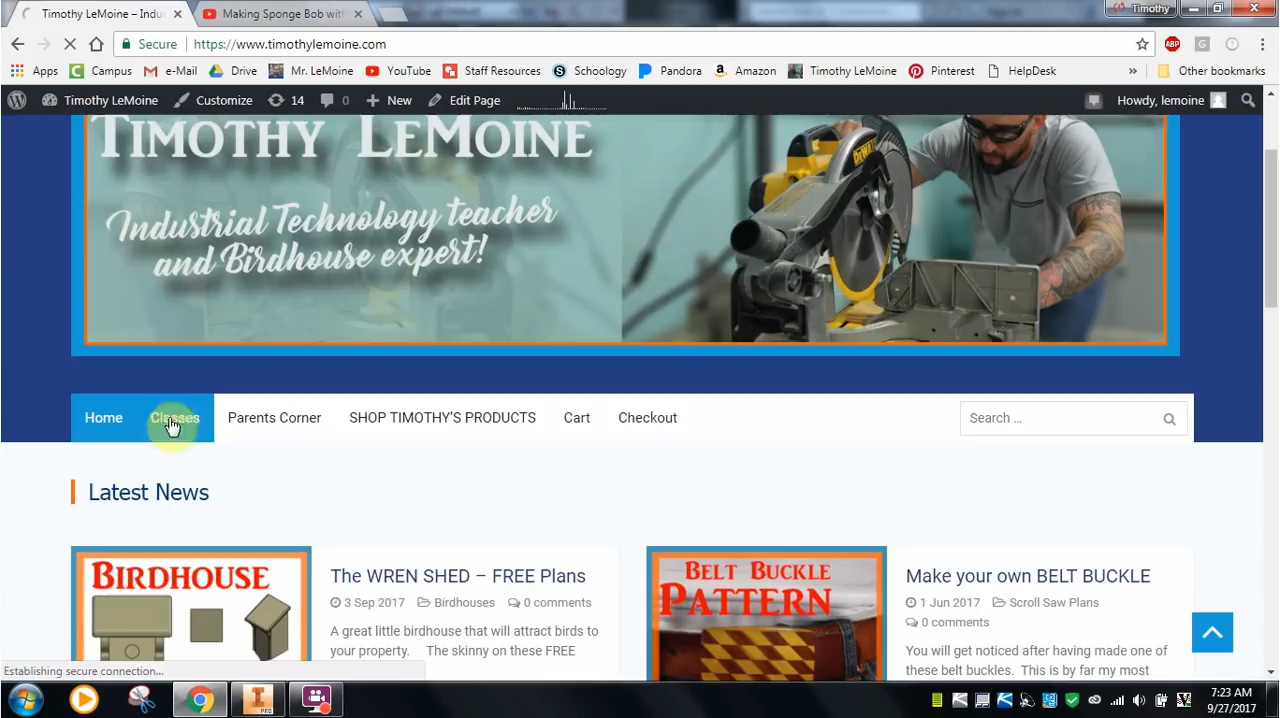 Timothy LeMoine – Indu
Making Sponge Bob with
Timothy
Secure
https://www.timothylemoine.com
ABP
G
Apps
Campus
e-Mail
Drive
Mr. LeMoine
YouTube
Staff Resources
Schoology
Pandora
Amazon
Timothy LeMoine
Pinterest
HelpDesk
»
Other bookmarks
Timothy LeMoine
Customize
14
0
New
Edit Page
Howdy, lemoine
TIMOTHY LEMOINE
Industrial Technology teacher
and Birdhouse expert!
DEWALT
Home
Classes
Parents Corner
SHOP TIMOTHY'S PRODUCTS
Cart
Checkout
Search …
Latest News
BIRDHOUSE
The WREN SHED – FREE Plans
3 Sep 2017
Birdhouses
0 comments
A great little birdhouse that will attract birds to
your property. The skinny on these FREE
BELT BUCKLE
PATTERN
Make your own BELT BUCKLE
1 Jun 2017
Scroll Saw Plans
0 comments
You will get noticed after having made one of
these belt buckles. This is by far my most
Establishing secure connection...
PRO
7:23 AM
9/27/2017